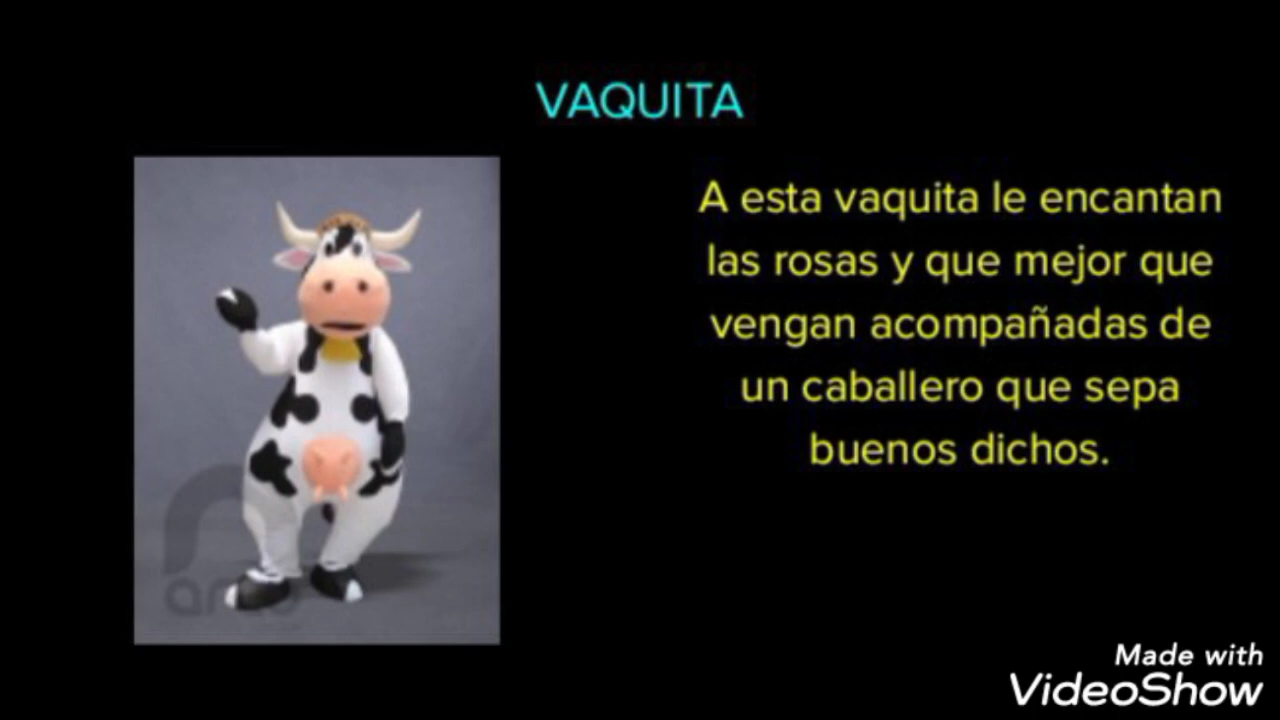 VAQUITA
A esta vaquita le encantan
las rosas y que mejor que
vengan acompañadas de
un caballero que sepa
buenos dichos.
Made with
VideoShow